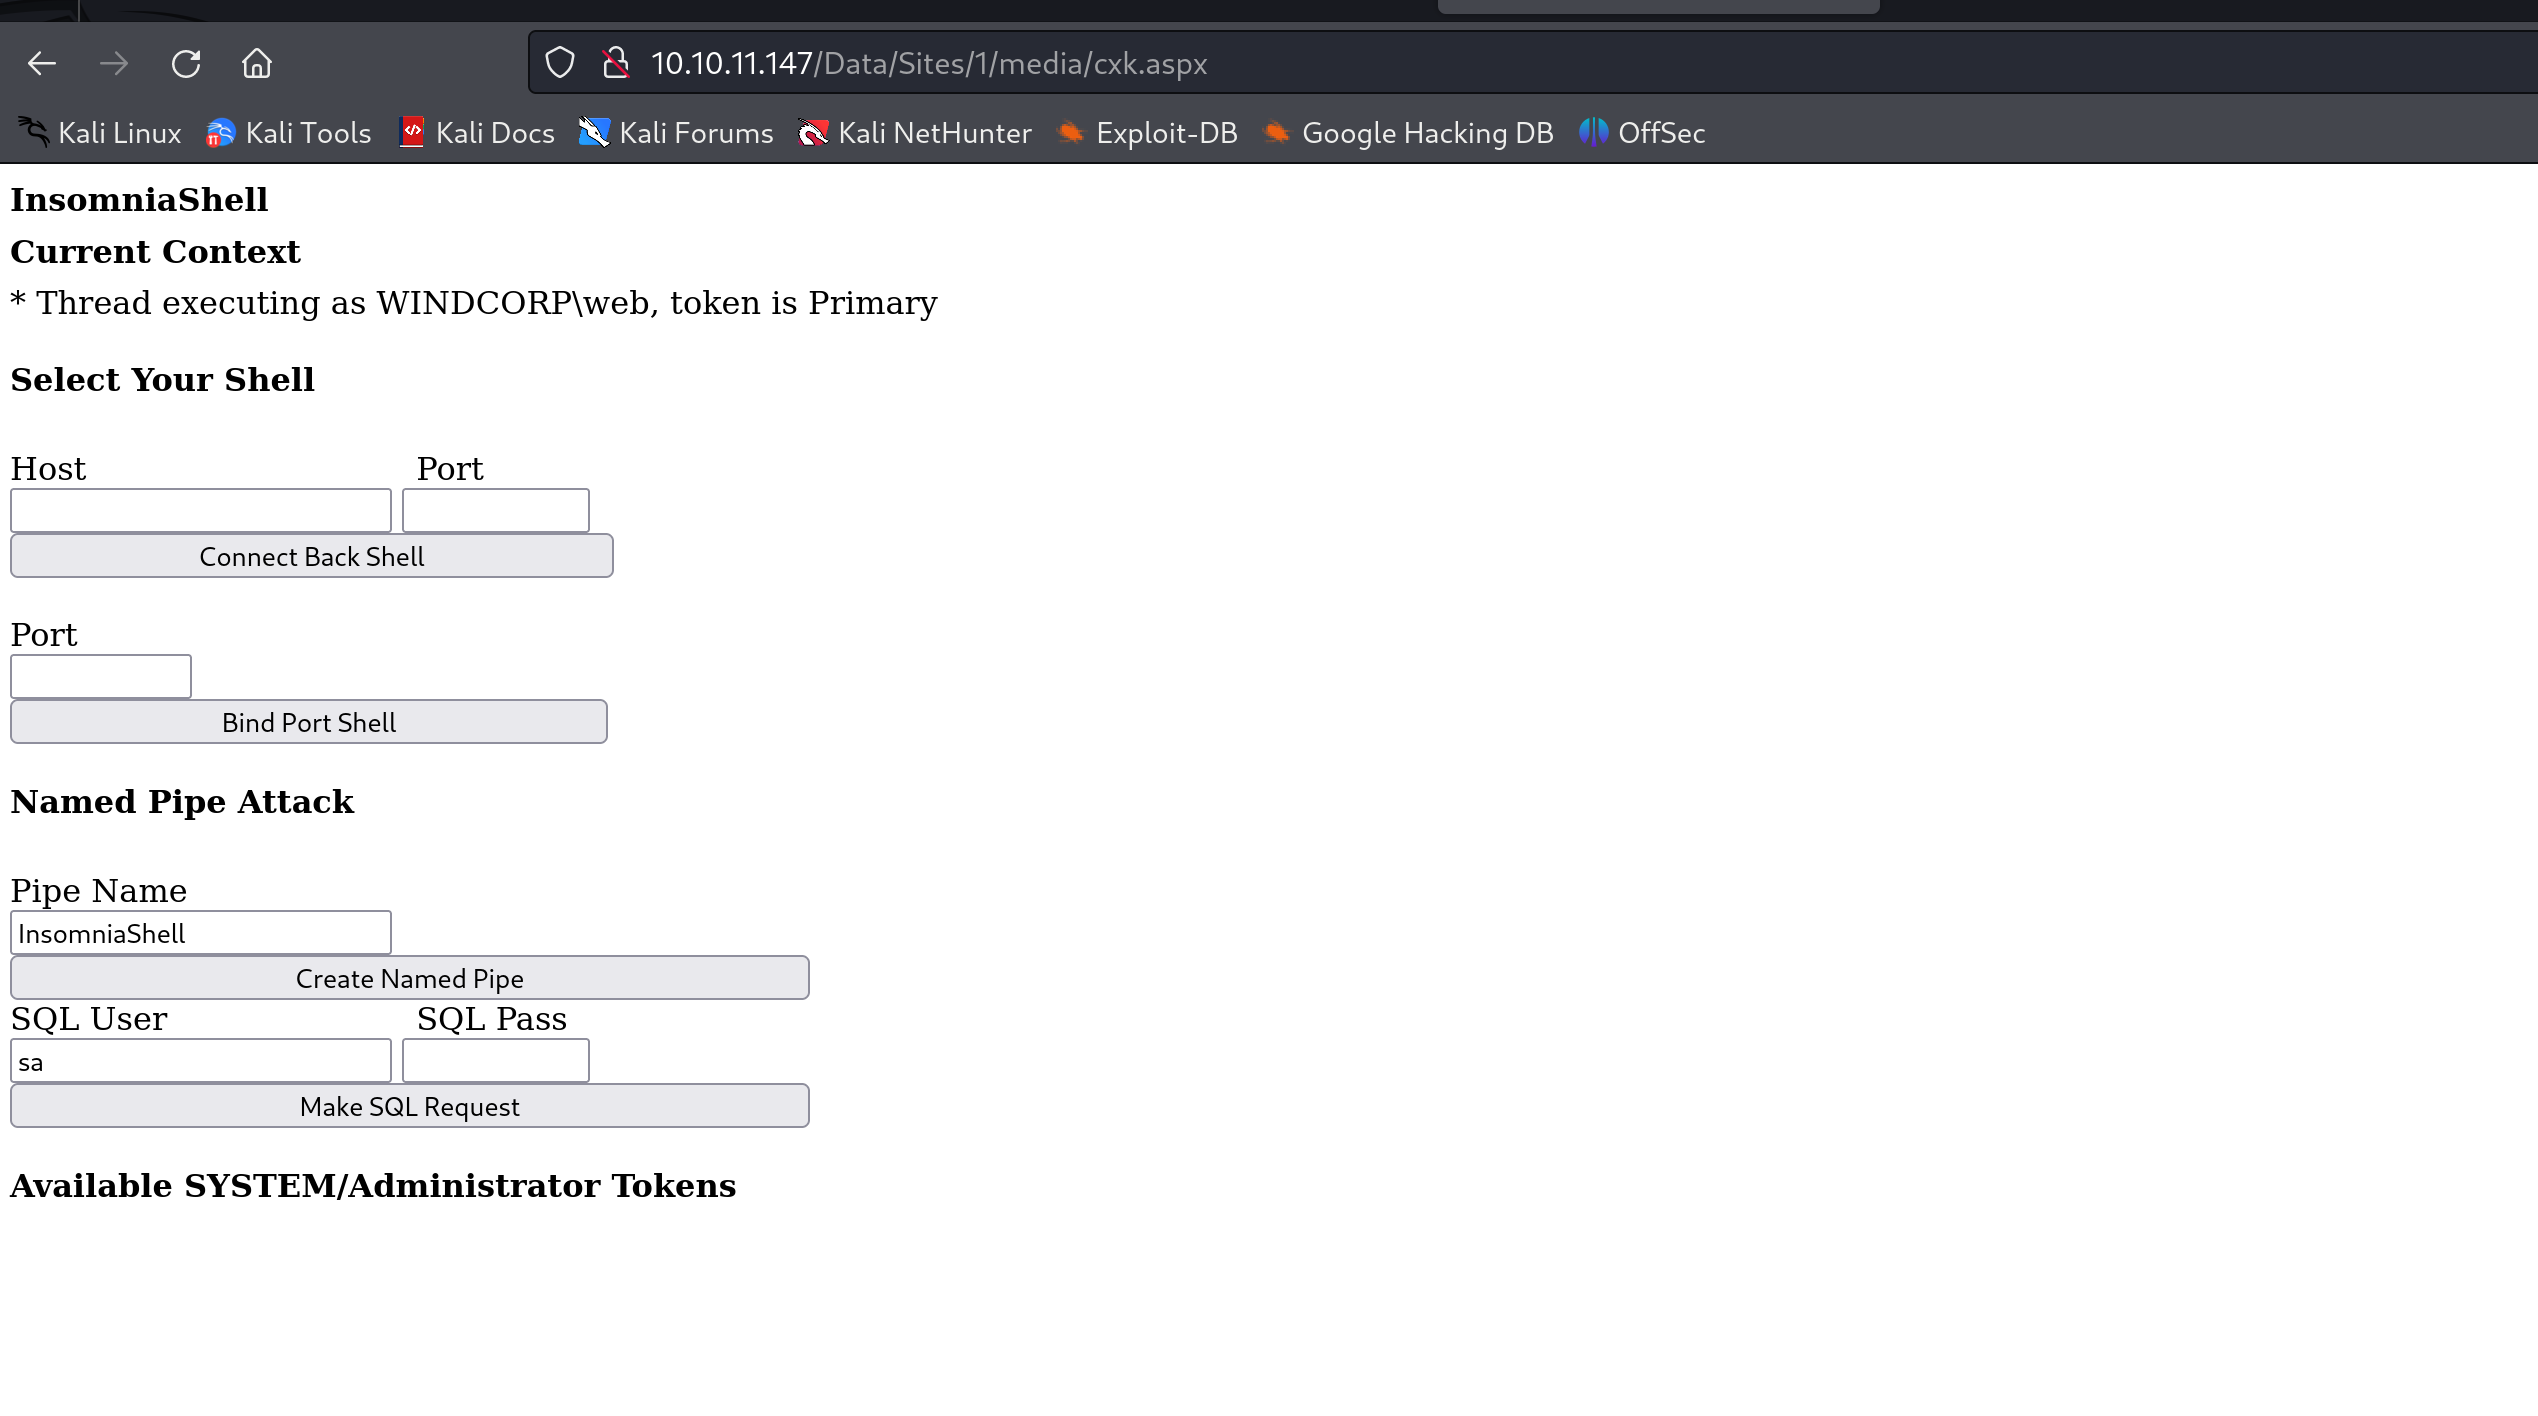 10.10.11.147/Data/Sites/1/media/cxk.aspx
Kali Linux Kali Tools Kali Docs Kali Forums Kali NetHunter Exploit-DB Google Hacking DB OffSec
InsomniaShell
Current Context
* Thread executing as WINDCORP\web, token is Primary
Select Your Shell
Host Port
Connect Back Shell
Port
Bind Port Shell
Named Pipe Attack
Pipe Name
InsomniaShell
Create Named Pipe
SQL User SQL Pass
sa
Make SQL Request
Available SYSTEM/Administrator Tokens